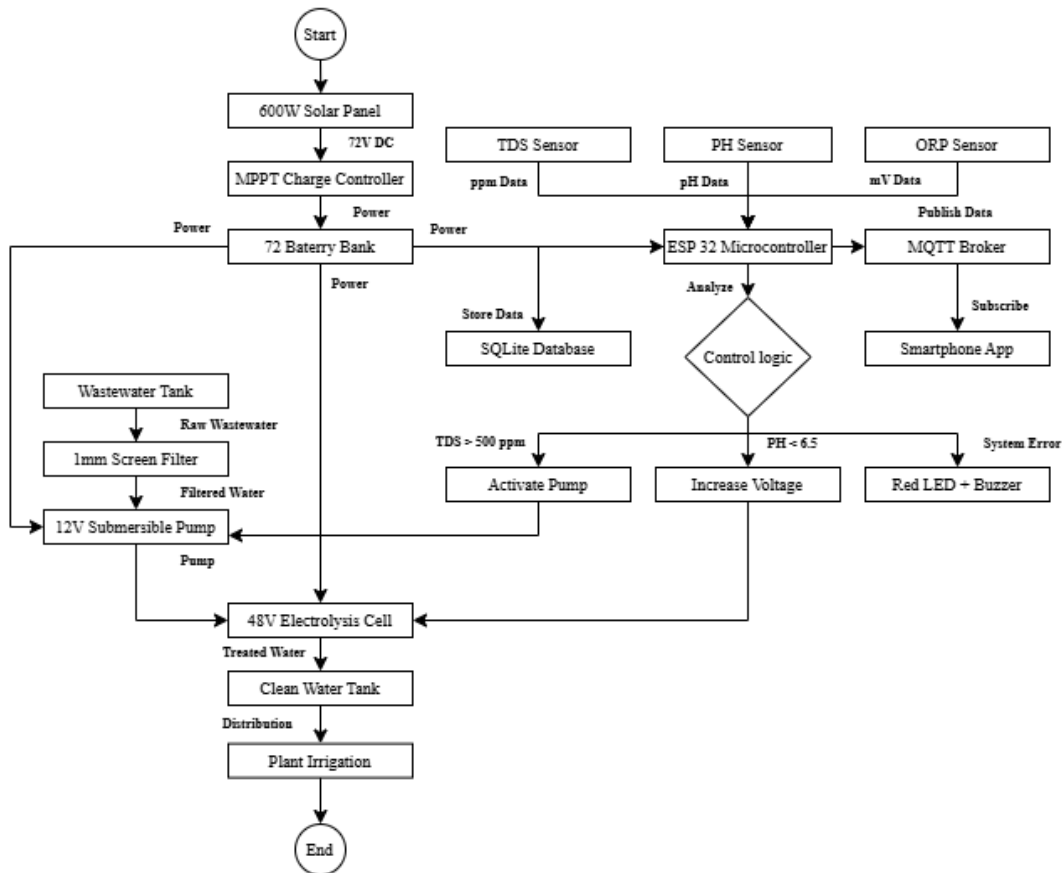 Start
600W Solar Panel
72V DC
TDS Sensor
PH Sensor
ORP Sensor
MPPT Charge Controller
ppm Data
pH Data
mV Data
Power
Publish Data
Power
72 Baterry Bank
Power
ESP 32 Microcontroller
MQTT Broker
Power
Analyze
Subscribe
Store Data
SQLite Database
Control logic
Smartphone App
Wastewater Tank
Raw Wastewater
TDS > 500 ppm
PH < 6.5
System Error
1mm Screen Filter
Activate Pump
Increase Voltage
Red LED + Buzzer
Filtered Water
12V Submersible Pump
Pump
48V Electrolysis Cell
Treated Water
Clean Water Tank
Distribution
Plant Irrigation
End